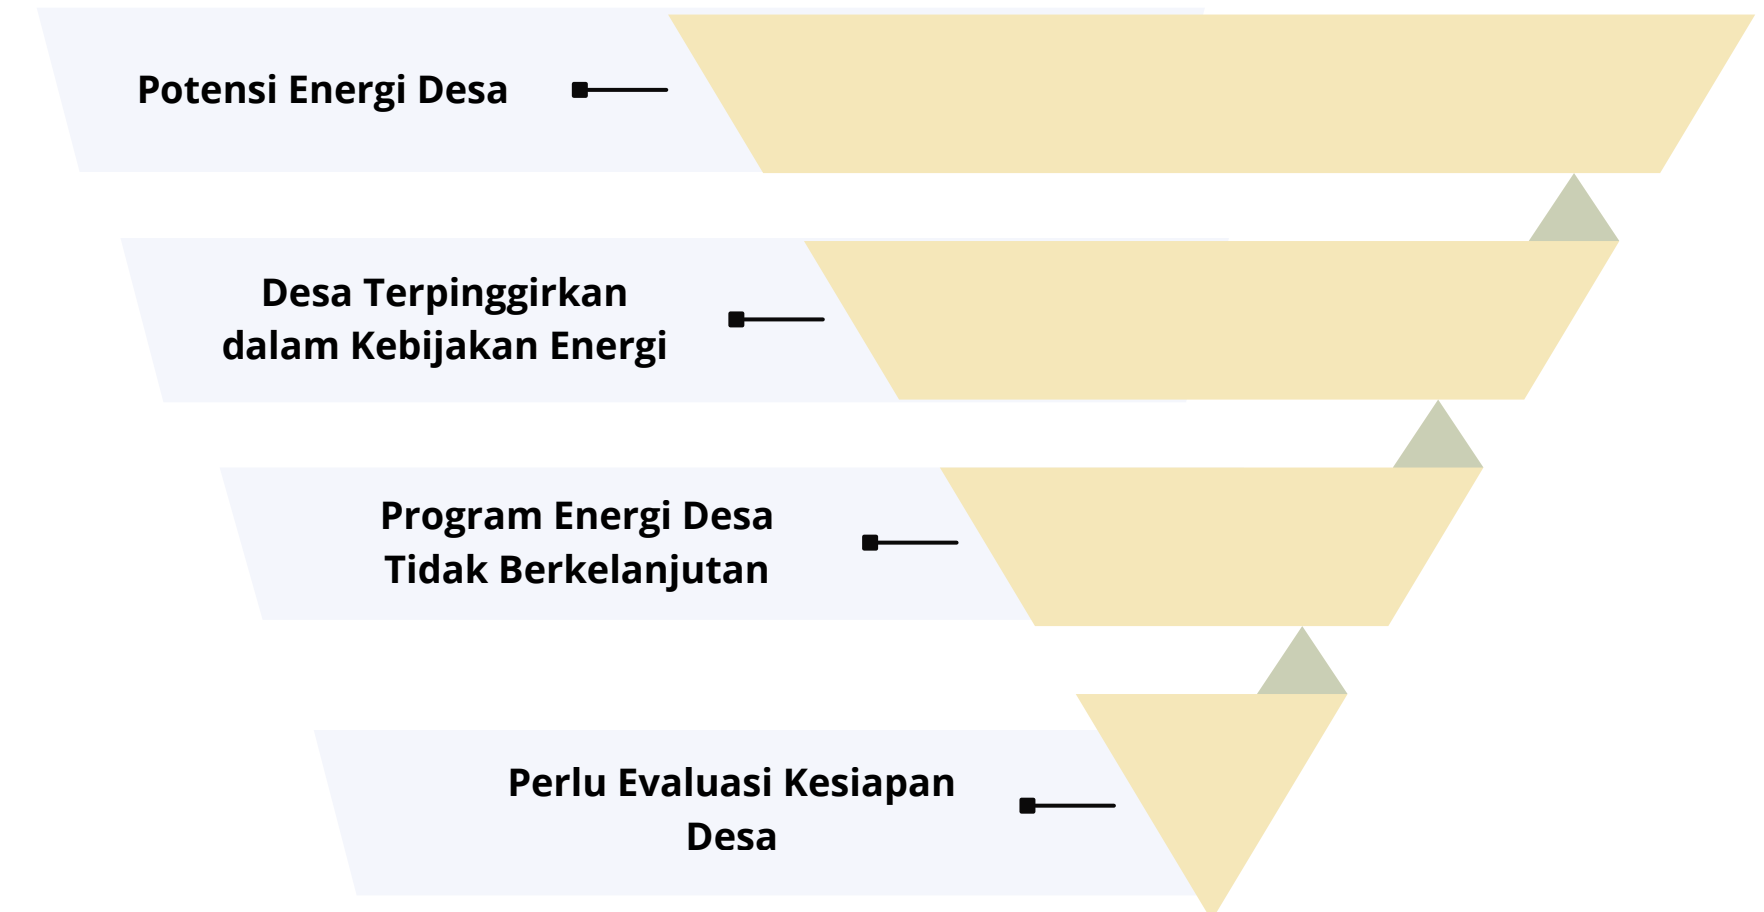 Potensi Energi Desa
Desa Terpinggirkan
dalam Kebijakan Energi
Program Energi Desa
Tidak Berkelanjutan
Perlu Evaluasi Kesiapan
Desa